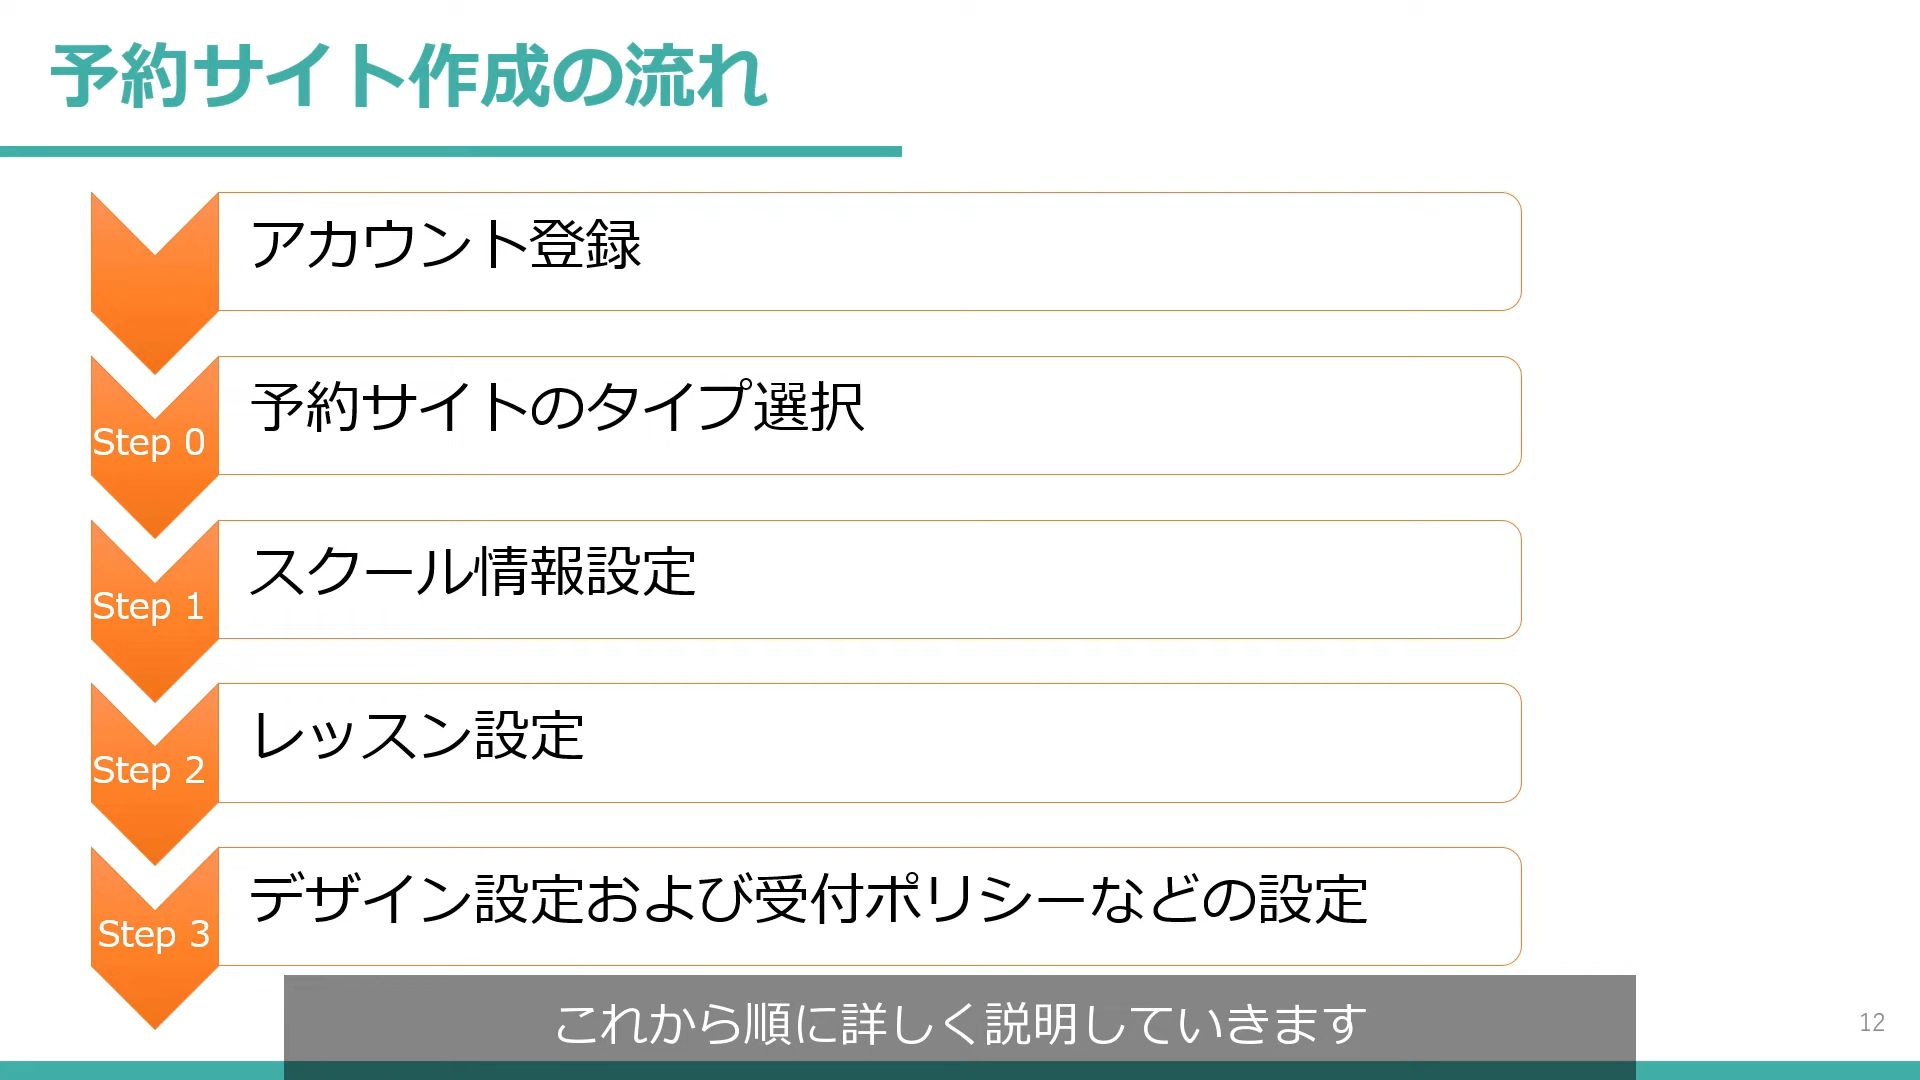 予約サイト作成の流れ
アカウント登録
Step 0
予約サイトのタイプ選択
Step 1
スクール情報設定
Step 2
レッスン設定
Step 3
デザイン設定および受付ポリシーなどの設定
これから順に詳しく説明していきます
12